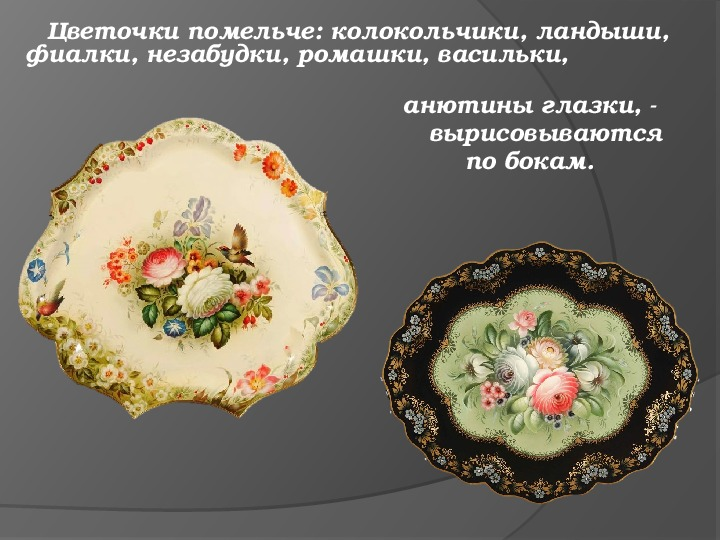 Цветочки помельче: колокольчики, ландыши,
фиалки, незабудки, ромашки, васильки,
анютины глазки, -
вырисовываются
по бокам.